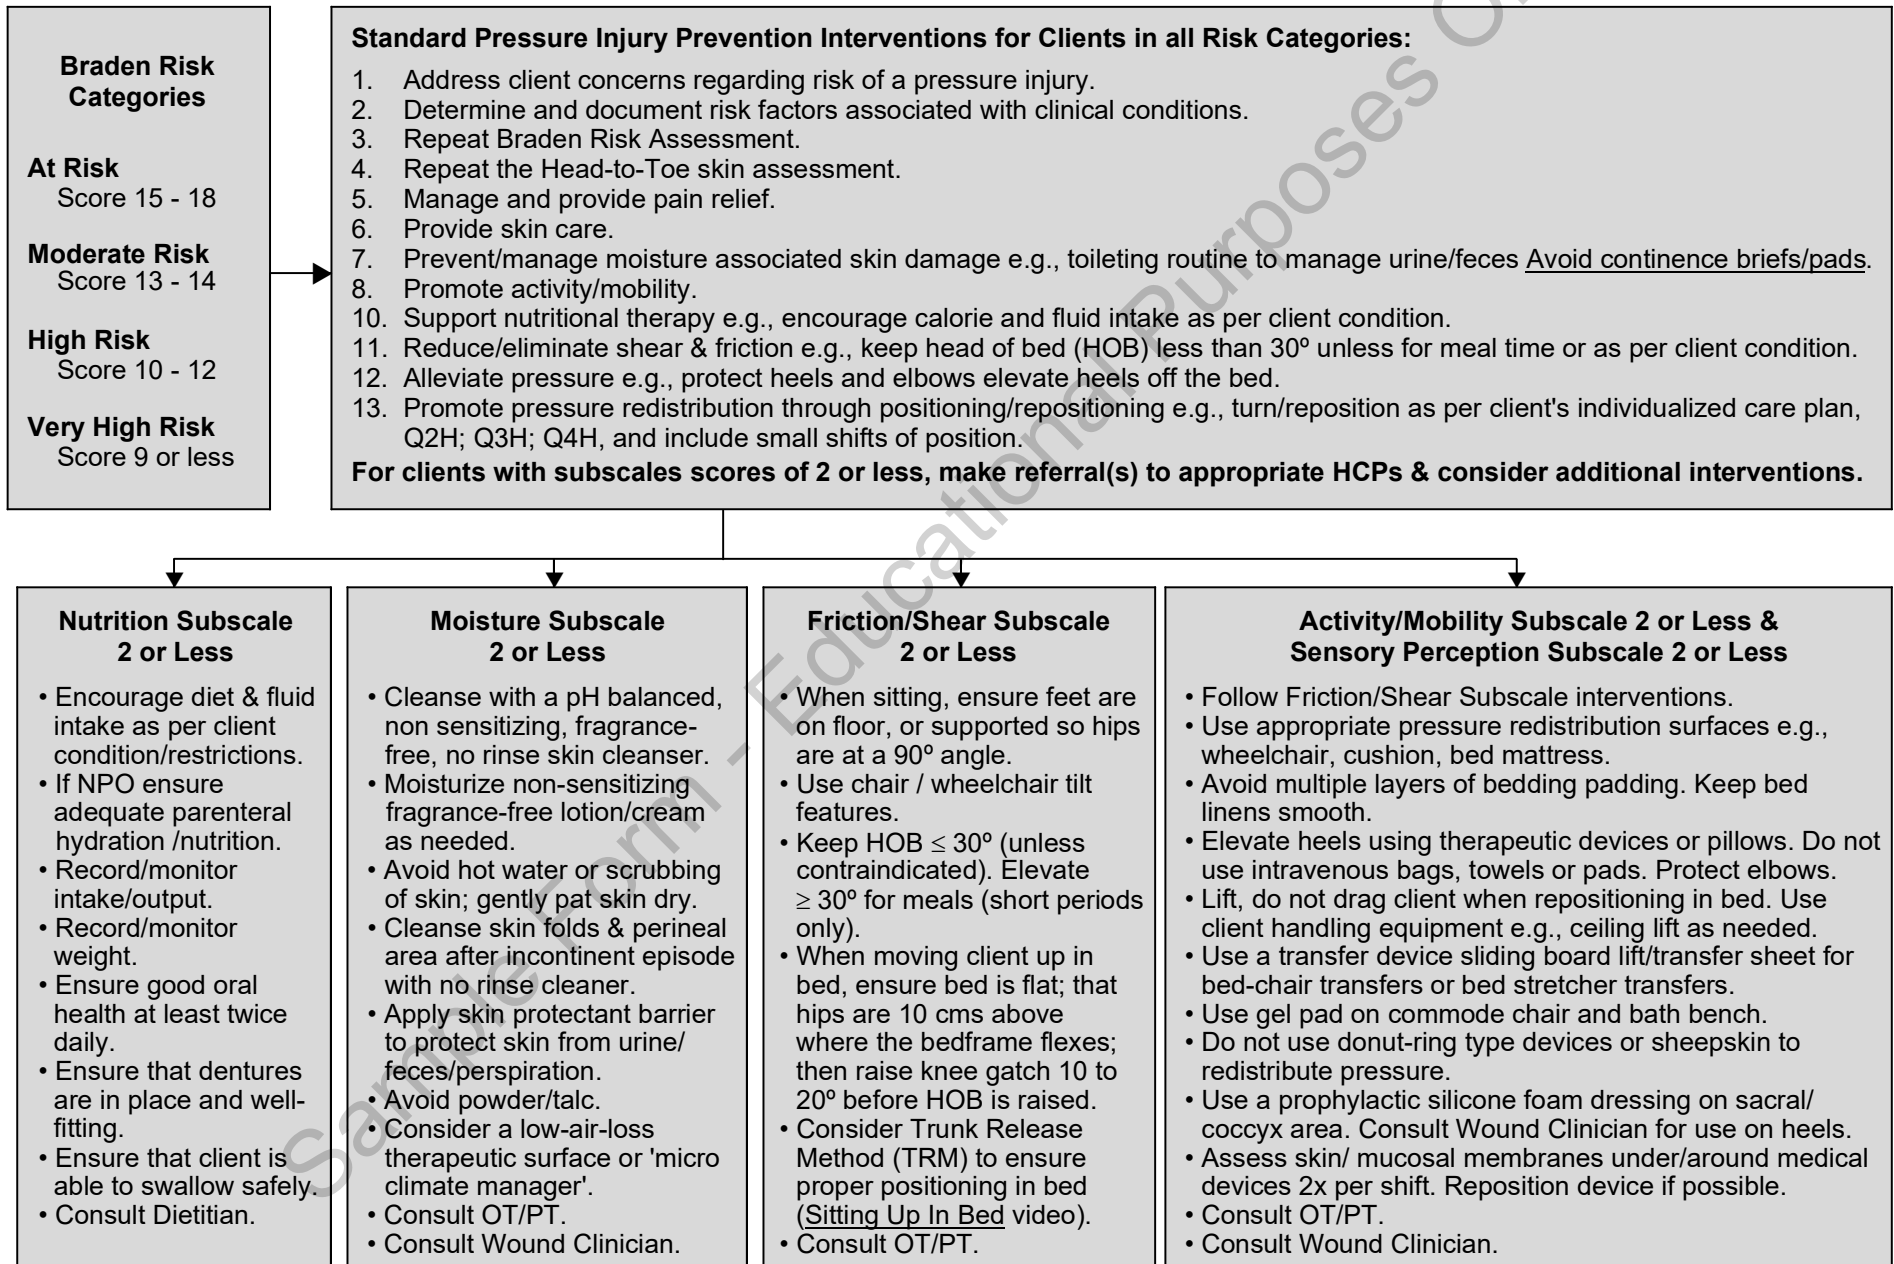 Braden Risk
Categories
At Risk
Score 15 - 18
Moderate Risk
Score 13 - 14
High Risk
Score 10 - 12
Very High Risk
Score 9 or less
Standard Pressure Injury Prevention Interventions for Clients in all Risk Categories:
1. Address client concerns regarding risk of a pressure injury.
2. Determine and document risk factors associated with clinical conditions.
3. Repeat Braden Risk Assessment.
4. Repeat the Head-to-Toe skin assessment.
5. Manage and provide pain relief.
6. Provide skin care.
7. Prevent/manage moisture associated skin damage e.g., toileting routine to manage urine/feces Avoid continence briefs/pads.
8. Promote activity/mobility.
10. Support nutritional therapy e.g., encourage calorie and fluid intake as per client condition.
11. Reduce/eliminate shear & friction e.g., keep head of bed (HOB) less than 30º unless for meal time or as per client condition.
12. Alleviate pressure e.g., protect heels and elbows elevate heels off the bed.
13. Promote pressure redistribution through positioning/repositioning e.g., turn/reposition as per client's individualized care plan,
Q2H; Q3H; Q4H, and include small shifts of position.
For clients with subscales scores of 2 or less, make referral(s) to appropriate HCPs & consider additional interventions.
Nutrition Subscale
2 or Less
• Encourage diet & fluid
intake as per client
condition/restrictions.
• If NPO ensure
adequate parenteral
hydration /nutrition.
• Record/monitor
intake/output.
• Record/monitor
weight.
• Ensure good oral
health at least twice
daily.
• Ensure that dentures
are in place and well-
fitting.
• Ensure that client is
able to swallow safely.
• Consult Dietitian.
Moisture Subscale
2 or Less
• Cleanse with a pH balanced,
non sensitizing, fragrance-
free, no rinse skin cleanser.
• Moisturize non-sensitizing
fragrance-free lotion/cream
as needed.
• Avoid hot water or scrubbing
of skin; gently pat skin dry.
• Cleanse skin folds & perineal
area after incontinent episode
with no rinse cleaner.
• Apply skin protectant barrier
to protect skin from urine/
feces/perspiration.
• Avoid powder/talc.
• Consider a low-air-loss
therapeutic surface or 'micro
climate manager'.
• Consult OT/PT.
• Consult Wound Clinician.
Friction/Shear Subscale
2 or Less
• When sitting, ensure feet are
on floor, or supported so hips
are at a 90º angle.
• Use chair / wheelchair tilt
features.
• Keep HOB ≤ 30º (unless
contraindicated). Elevate
≥ 30º for meals (short periods
only).
• When moving client up in
bed, ensure bed is flat; that
hips are 10 cms above
where the bedframe flexes;
then raise knee gatch 10 to
20º before HOB is raised.
• Consider Trunk Release
Method (TRM) to ensure
proper positioning in bed
(Sitting Up In Bed video).
• Consult OT/PT.
Activity/Mobility Subscale 2 or Less &
Sensory Perception Subscale 2 or Less
• Follow Friction/Shear Subscale interventions.
• Use appropriate pressure redistribution surfaces e.g.,
wheelchair, cushion, bed mattress.
• Avoid multiple layers of bedding padding. Keep bed
linens smooth.
• Elevate heels using therapeutic devices or pillows. Do not
use intravenous bags, towels or pads. Protect elbows.
• Lift, do not drag client when repositioning in bed. Use
client handling equipment e.g., ceiling lift as needed.
• Use a transfer device sliding board lift/transfer sheet for
bed-chair transfers or bed stretcher transfers.
• Use gel pad on commode chair and bath bench.
• Do not use donut-ring type devices or sheepskin to
redistribute pressure.
• Use a prophylactic silicone foam dressing on sacral/
coccyx area. Consult Wound Clinician for use on heels.
• Assess skin/ mucosal membranes under/around medical
devices 2x per shift. Reposition device if possible.
• Consult OT/PT.
• Consult Wound Clinician.
Sample Form - Educational Purposes